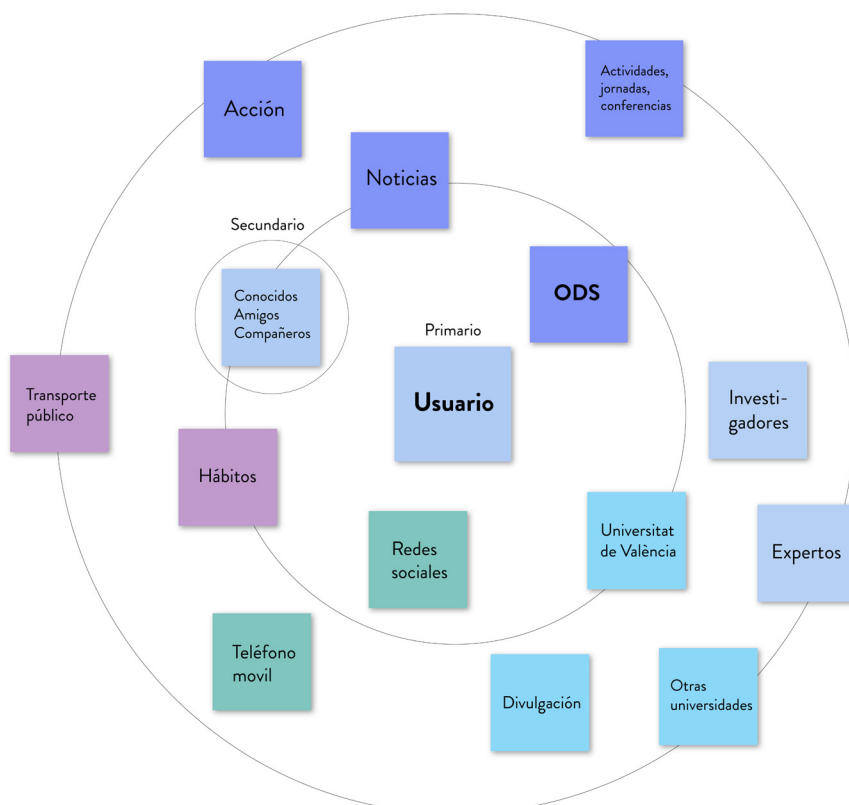 Actividades,
jornadas,
conferencias
Acción
Noticias
Secundario
Conocidos
Amigos
Compañeros
ODS
Primario
Usuario
Transporte
público
Investi-
gadores
Hábitos
Universitat
de València
Redes
sociales
Expertos
Teléfono
movil
Divulgación
Otras
universidades